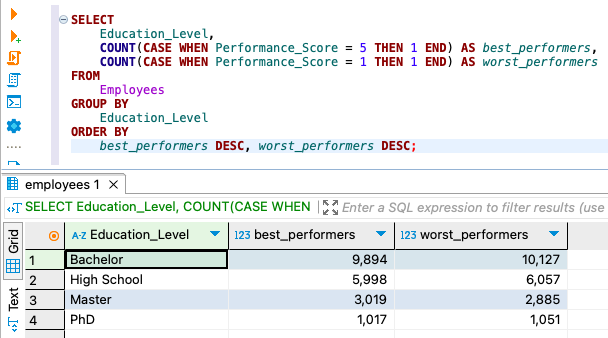 SELECT
Education_Level,
COUNT(CASE WHEN Performance_Score = 5 THEN 1 END) AS best_performers,
COUNT(CASE WHEN Performance_Score = 1 THEN 1 END) AS worst_performers
FROM
Employees
GROUP BY
Education_Level
ORDER BY
best_performers DESC, worst_performers DESC;
employees 1
SELECT Education_Level, COUNT(CASE WHEN Enter a SQL expression to filter results (use
Grid
Text
A-Z Education_Level 123 best_performers 123 worst_performers
1 Bachelor 9,894 10,127
2 High School 5,998 6,057
3 Master 3,019 2,885
4 PhD 1,017 1,051